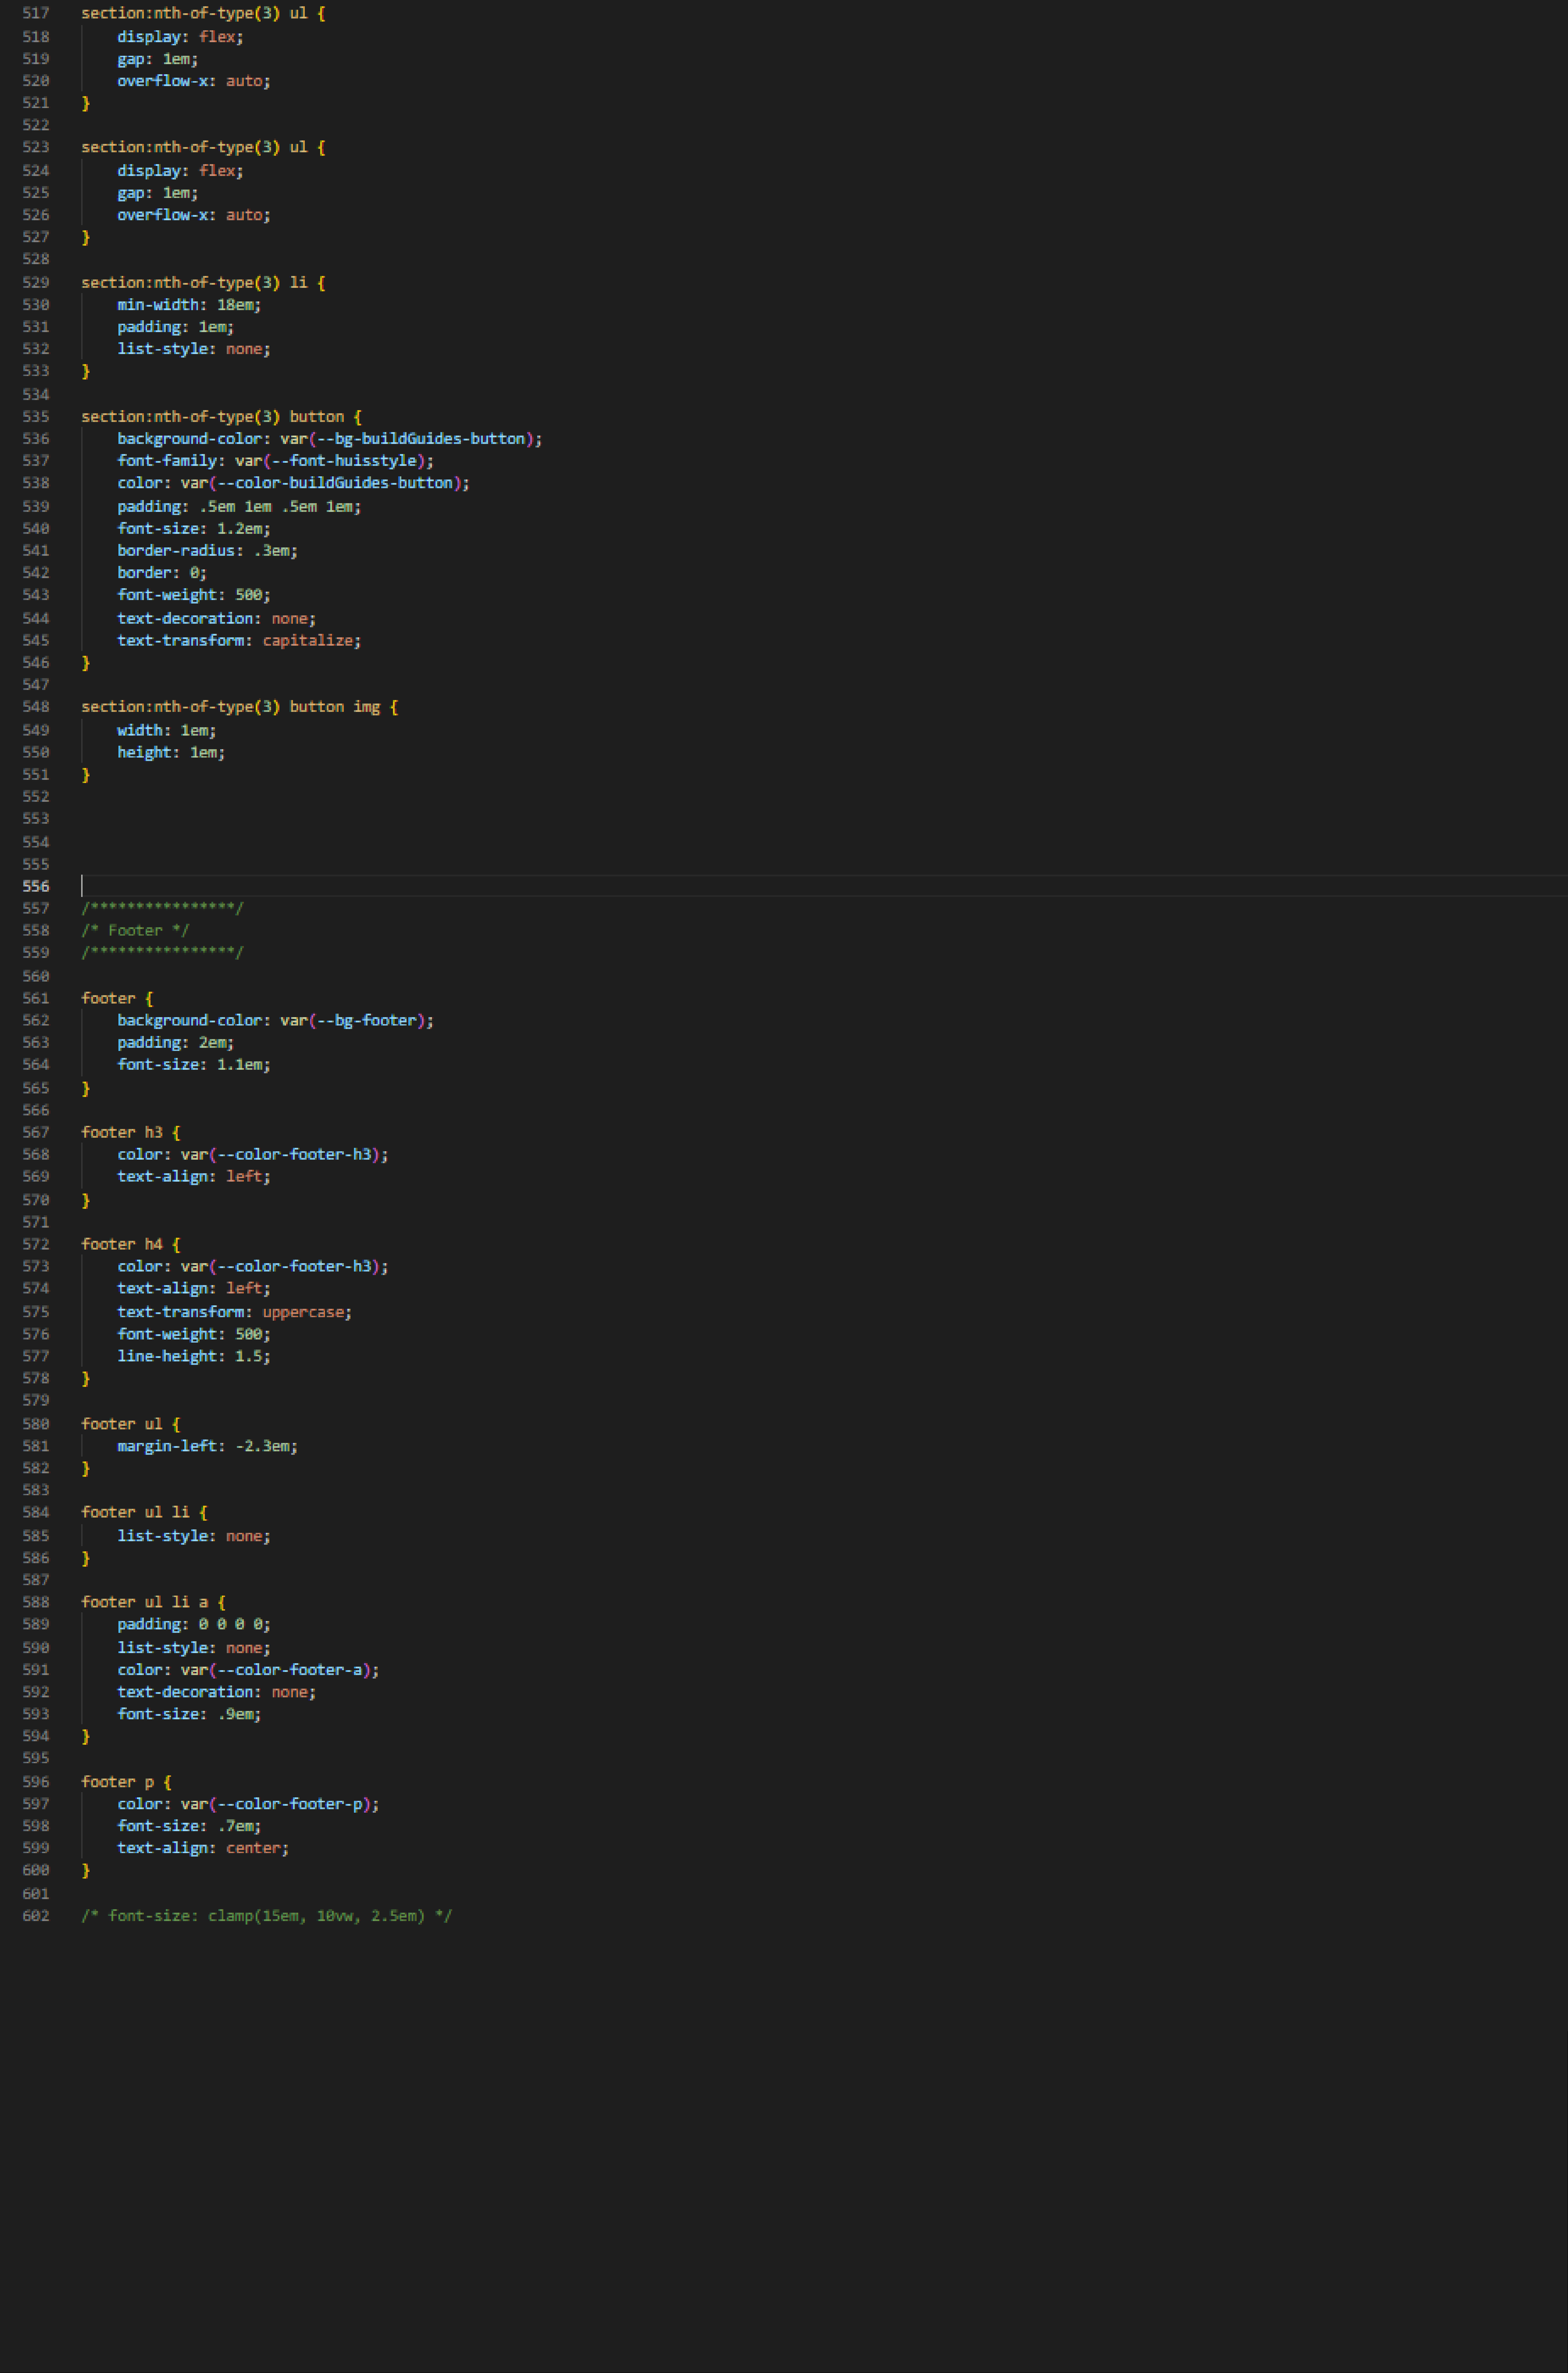 517 section:nth-of-type(3) ul {
518     display: flex;
519     gap: 1em;
520     overflow-x: auto;
521 }
522
523 section:nth-of-type(3) ul {
524     display: flex;
525     gap: 1em;
526     overflow-x: auto;
527 }
528
529 section:nth-of-type(3) li {
530     min-width: 18em;
531     padding: 1em;
532     list-style: none;
533 }
534
535 section:nth-of-type(3) button {
536     background-color: var(--bg-buildGuides-button);
537     font-family: var(--font-huisstyle);
538     color: var(--color-buildGuides-button);
539     padding: .5em 1em .5em 1em;
540     font-size: 1.2em;
541     border-radius: .3em;
542     border: 0;
543     font-weight: 500;
544     text-decoration: none;
545     text-transform: capitalize;
546 }
547
548 section:nth-of-type(3) button img {
549     width: 1em;
550     height: 1em;
551 }
552
553
554
555
556
557 /****************/
558 /* Footer */
559 /****************/
560
561 footer {
562     background-color: var(--bg-footer);
563     padding: 2em;
564     font-size: 1.1em;
565 }
566
567 footer h3 {
568     color: var(--color-footer-h3);
569     text-align: left;
570 }
571
572 footer h4 {
573     color: var(--color-footer-h3);
574     text-align: left;
575     text-transform: uppercase;
576     font-weight: 500;
577     line-height: 1.5;
578 }
579
580 footer ul {
581     margin-left: -2.3em;
582 }
583
584 footer ul li {
585     list-style: none;
586 }
587
588 footer ul li a {
589     padding: 0 0 0 0;
590     list-style: none;
591     color: var(--color-footer-a);
592     text-decoration: none;
593     font-size: .9em;
594 }
595
596 footer p {
597     color: var(--color-footer-p);
598     font-size: .7em;
599     text-align: center;
600 }
601
602 /* font-size: clamp(15em, 10vw, 2.5em) */